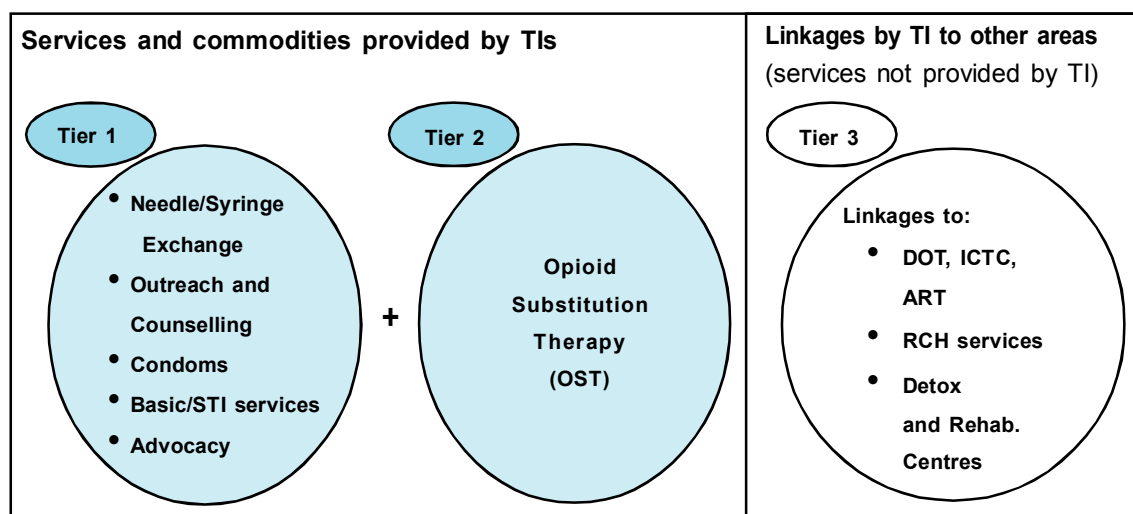 Services and commodities provided by TIs
Tier 1
• Needle/Syringe
Exchange
• Outreach and
Counselling
• Condoms
• Basic/STI services
• Advocacy
+
Tier 2
Opioid
Substitution
Therapy
(OST)
Linkages by TI to other areas
(services not provided by TI)
Tier 3
Linkages to:
• DOT, ICTC,
ART
• RCH services
• Detox
and Rehab.
Centres